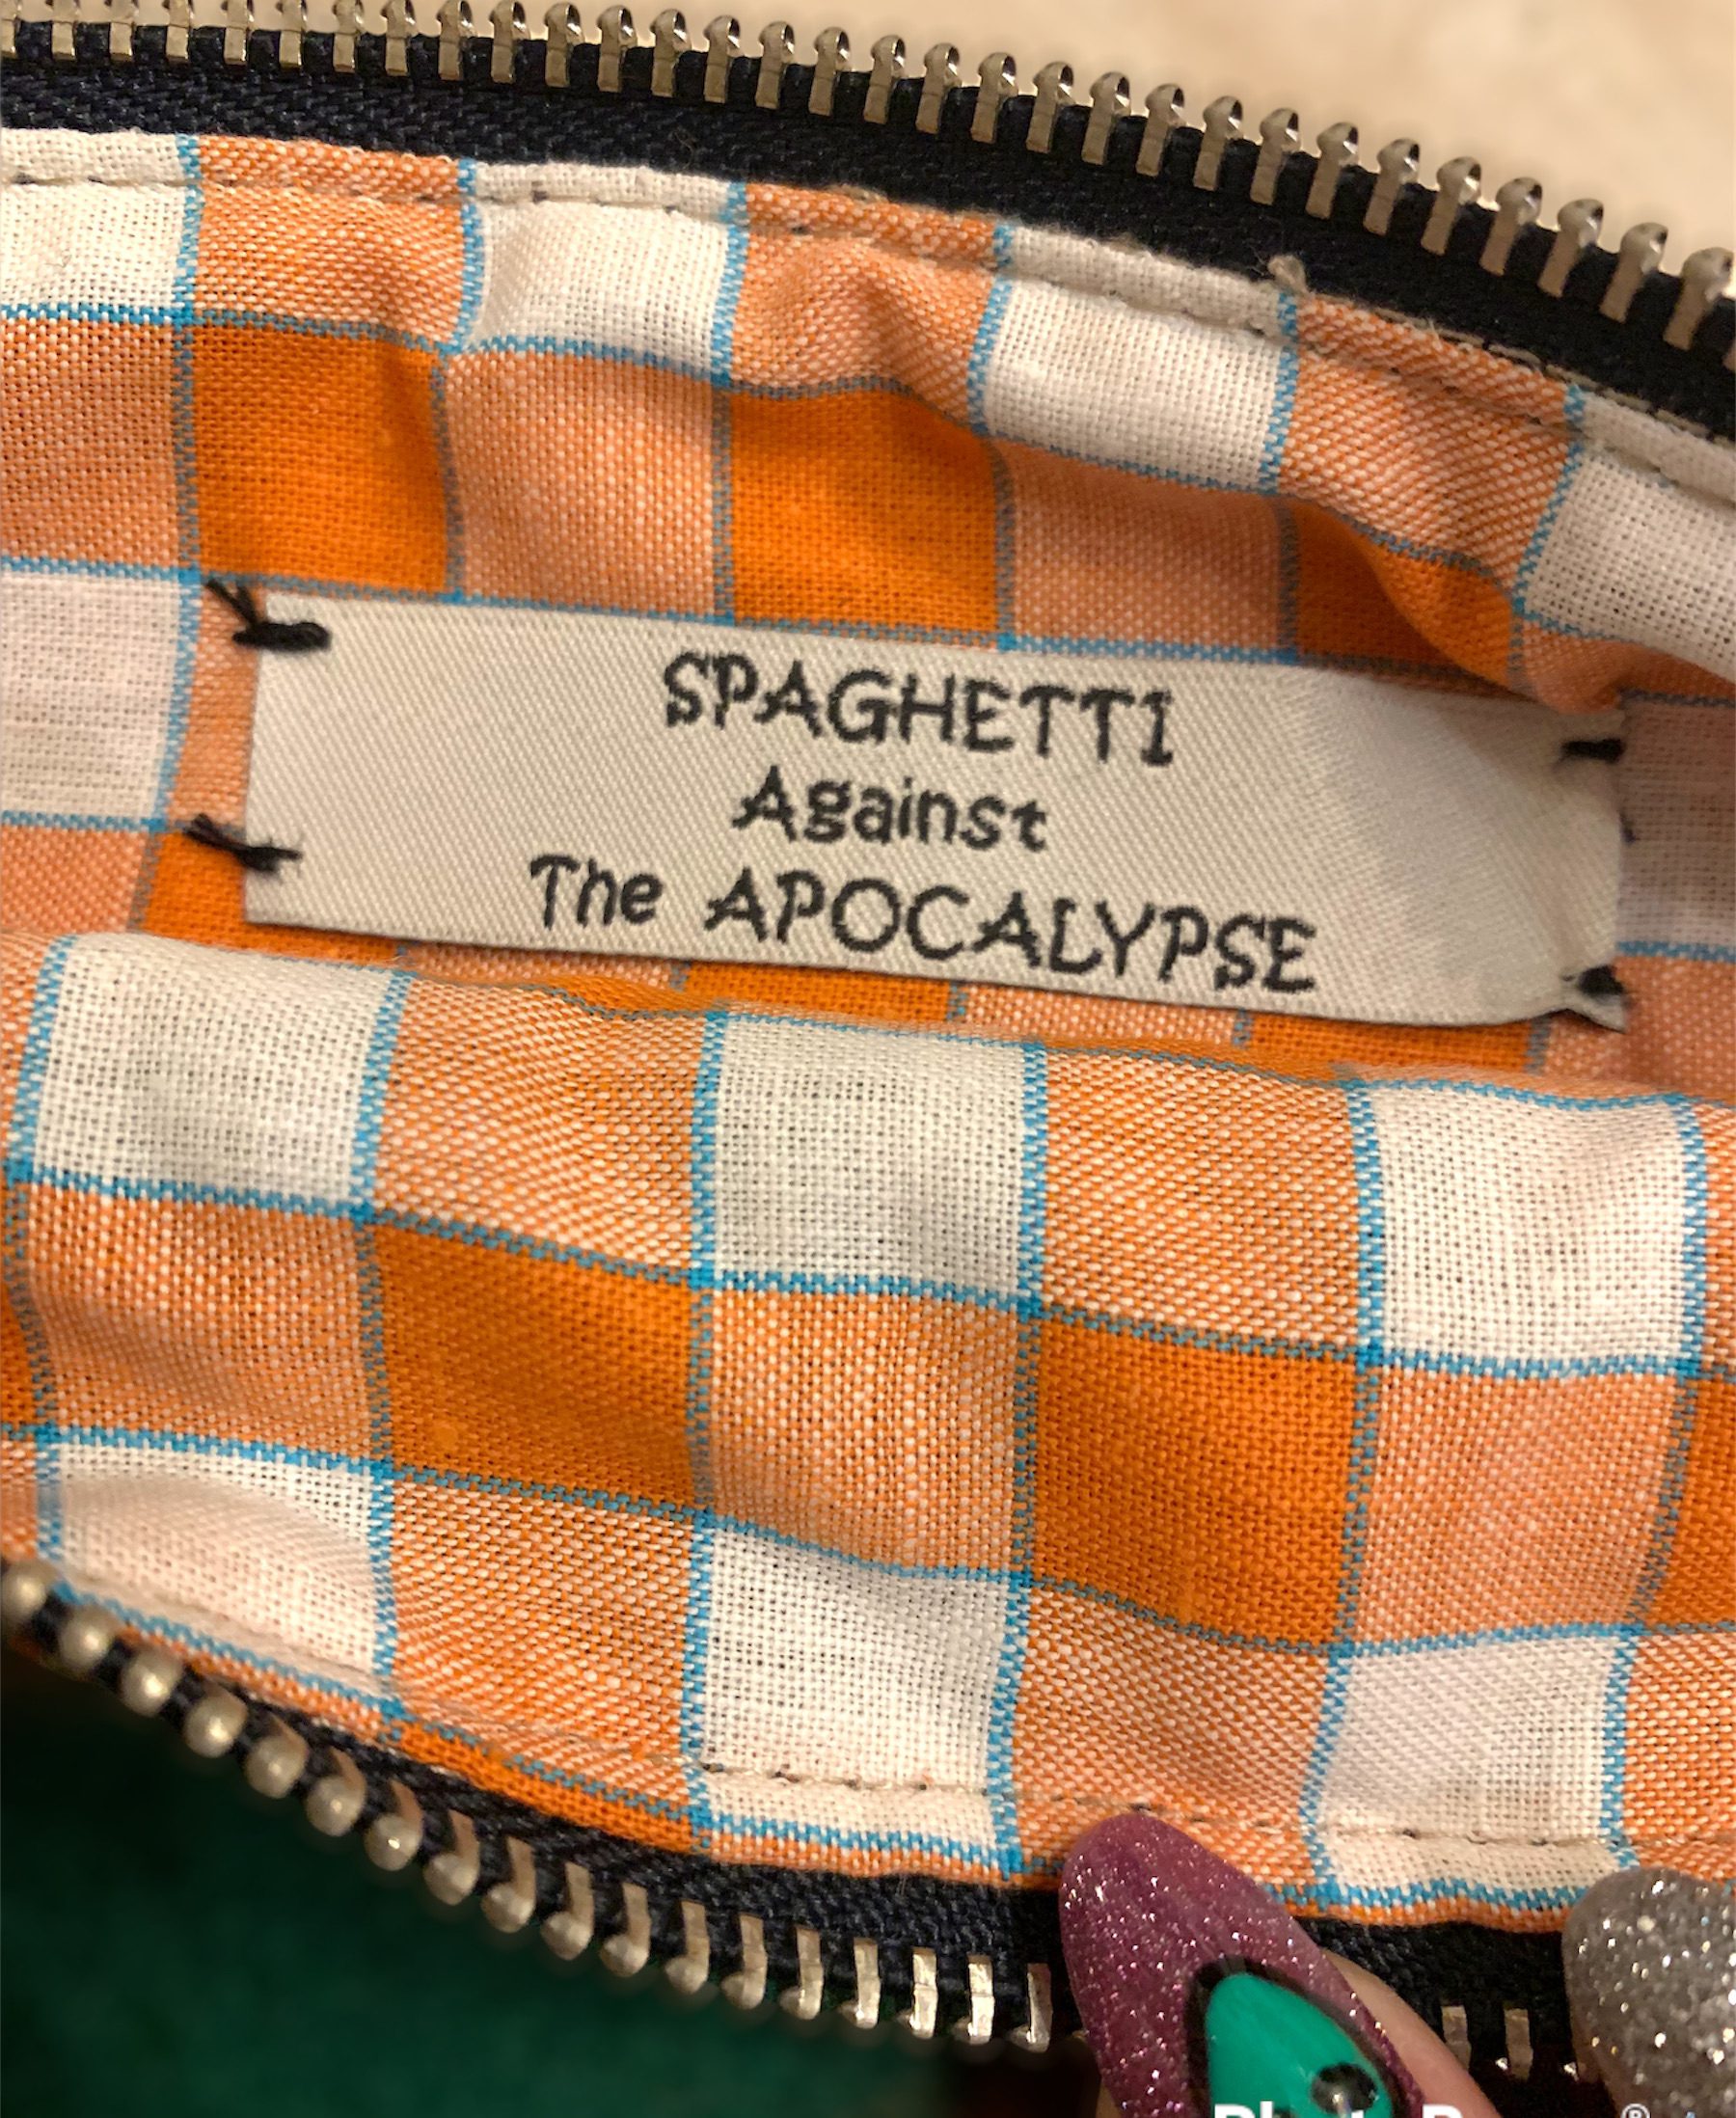 SPAGHETTI
Against
The APOCALYPSE
®